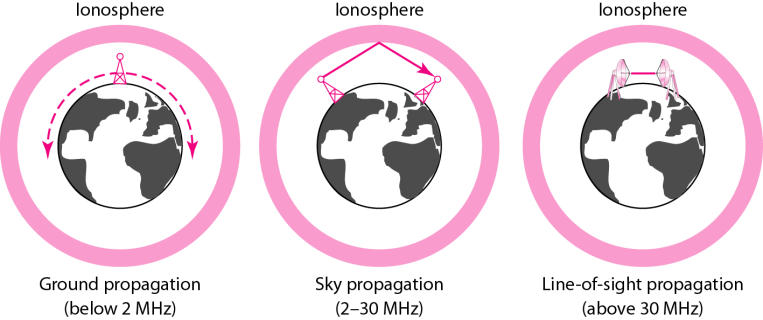 Ionosphere
Ionosphere
Ionosphere
Ground propagation
(below 2 MHz)
Sky propagation
(2–30 MHz)
Line-of-sight propagation
(above 30 MHz)